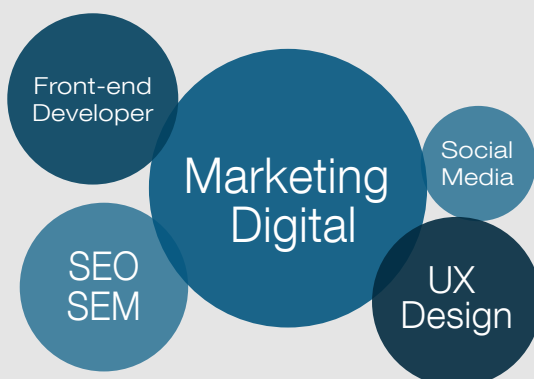 Front-end
Developer
Marketing
Digital
Social
Media
SEO
SEM
UX
Design